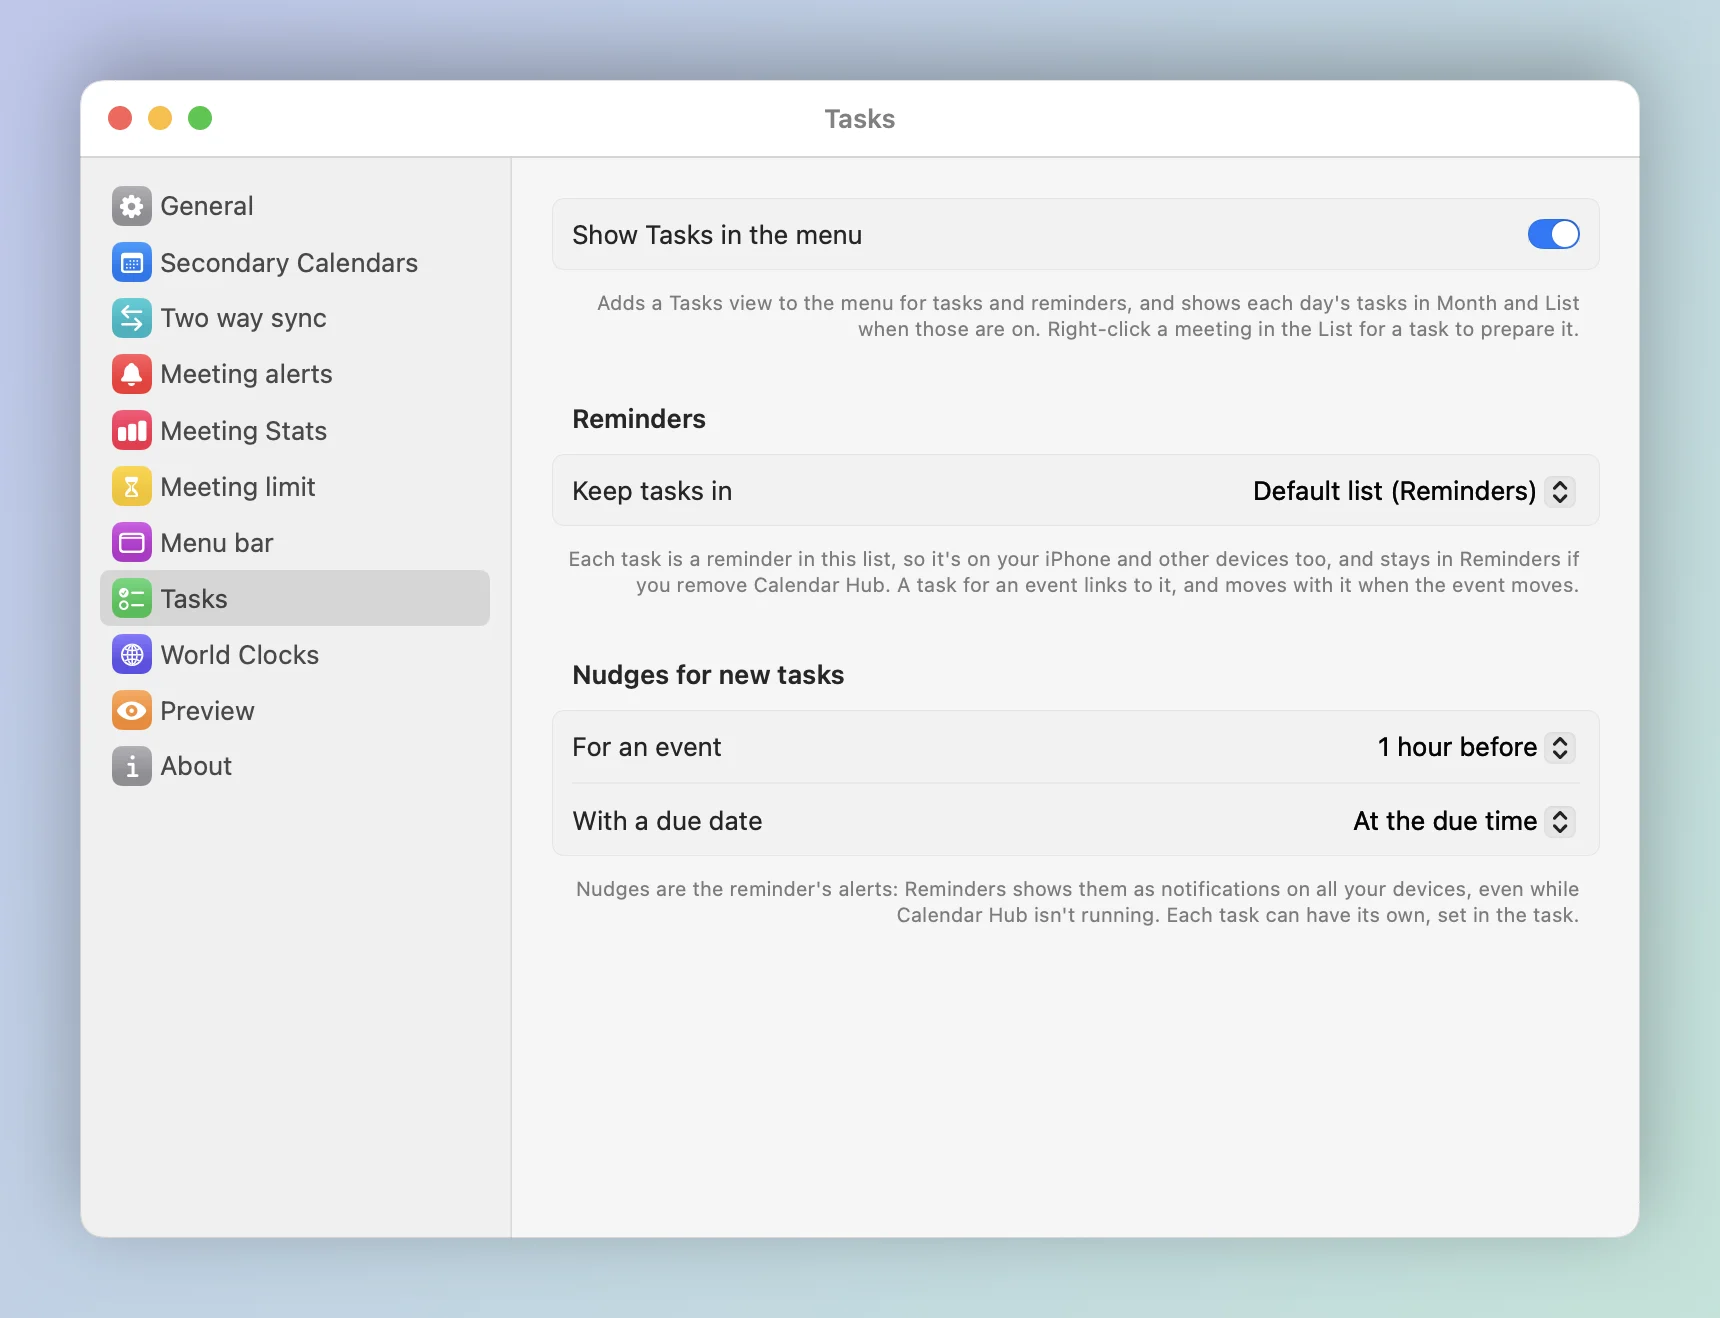 Tasks
General
Secondary Calendars
Two way sync
Meeting alerts
Meeting Stats
Meeting limit
Menu bar
Tasks
World Clocks
Preview
About
Show Tasks in the menu
Adds a Tasks view to the menu for tasks and reminders, and shows each day's tasks in Month and List
when those are on. Right-click a meeting in the List for a task to prepare it.
Reminders
Keep tasks in Default list (Reminders)
Each task is a reminder in this list, so it's on your iPhone and other devices too, and stays in Reminders if
you remove Calendar Hub. A task for an event links to it, and moves with it when the event moves.
Nudges for new tasks
For an event 1 hour before
With a due date At the due time
Nudges are the reminder's alerts: Reminders shows them as notifications on all your devices, even while
Calendar Hub isn't running. Each task can have its own, set in the task.